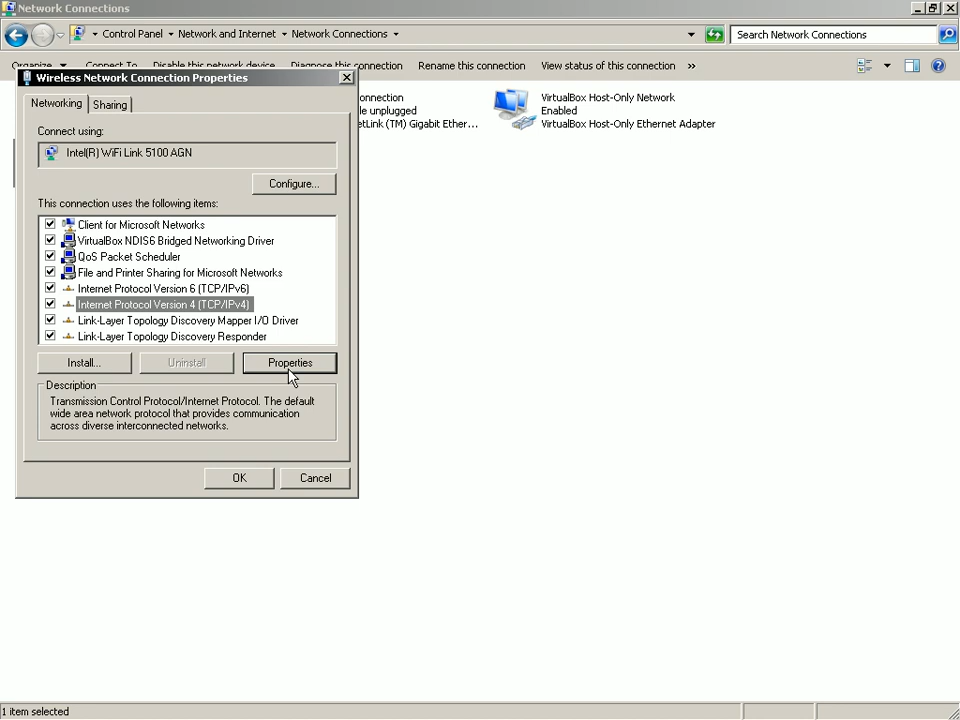 Network Connections
Control Panel Network and Internet Network Connections
Search Network Connections
Organize Connect To Disable this network device Diagnose this connection Rename this connection View status of this connection »
Wireless Network Connection Properties
Networking Sharing
Connect using:
Intel(R) WiFi Link 5100 AGN
Configure...
This connection uses the following items:
Client for Microsoft Networks
VirtualBox NDIS6 Bridged Networking Driver
QoS Packet Scheduler
File and Printer Sharing for Microsoft Networks
Internet Protocol Version 6 (TCP/IPv6)
Internet Protocol Version 4 (TCP/IPv4)
Link-Layer Topology Discovery Mapper I/O Driver
Link-Layer Topology Discovery Responder
Install... Uninstall Properties
Description
Transmission Control Protocol/Internet Protocol. The default
wide area network protocol that provides communication
across diverse interconnected networks.
OK Cancel
onnection
le unplugged
etLink (TM) Gigabit Ether...
VirtualBox Host-Only Network
Enabled
VirtualBox Host-Only Ethernet Adapter
1 item selected